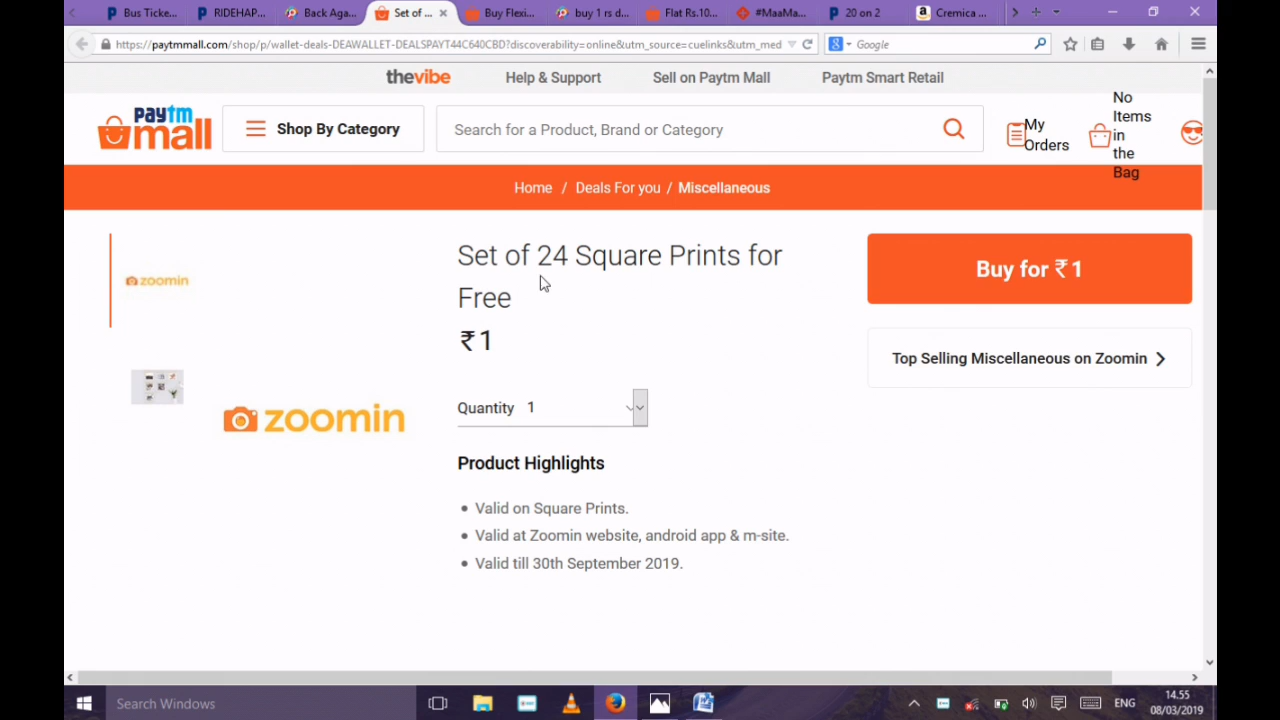 Bus Ticke...
RIDEHAP...
Back Aga...
Set of ...
Buy Flexi...
buy 1 rs d...
Flat Rs.10...
#MaaMa...
20 on 2
Cremica ...
https://paytmmall.com/shop/p/wallet-deals-DEAWALLET-DEALSPAYT44C640CBD?discoverability=online&utm_source=cuelinks&utm_med
Google
thevibe
Help & Support
Sell on Paytm Mall
Paytm Smart Retail
paytm
mall
Shop By Category
Search for a Product, Brand or Category
My
Orders
No
Items
in
the
Bag
Home / Deals For you / Miscellaneous
zoomin
zoomin
Set of 24 Square Prints for
Free
₹1
Quantity 1
Product Highlights
• Valid on Square Prints.
• Valid at Zoomin website, android app & m-site.
• Valid till 30th September 2019.
Buy for ₹1
Top Selling Miscellaneous on Zoomin
Search Windows
ENG
14.55
08/03/2019